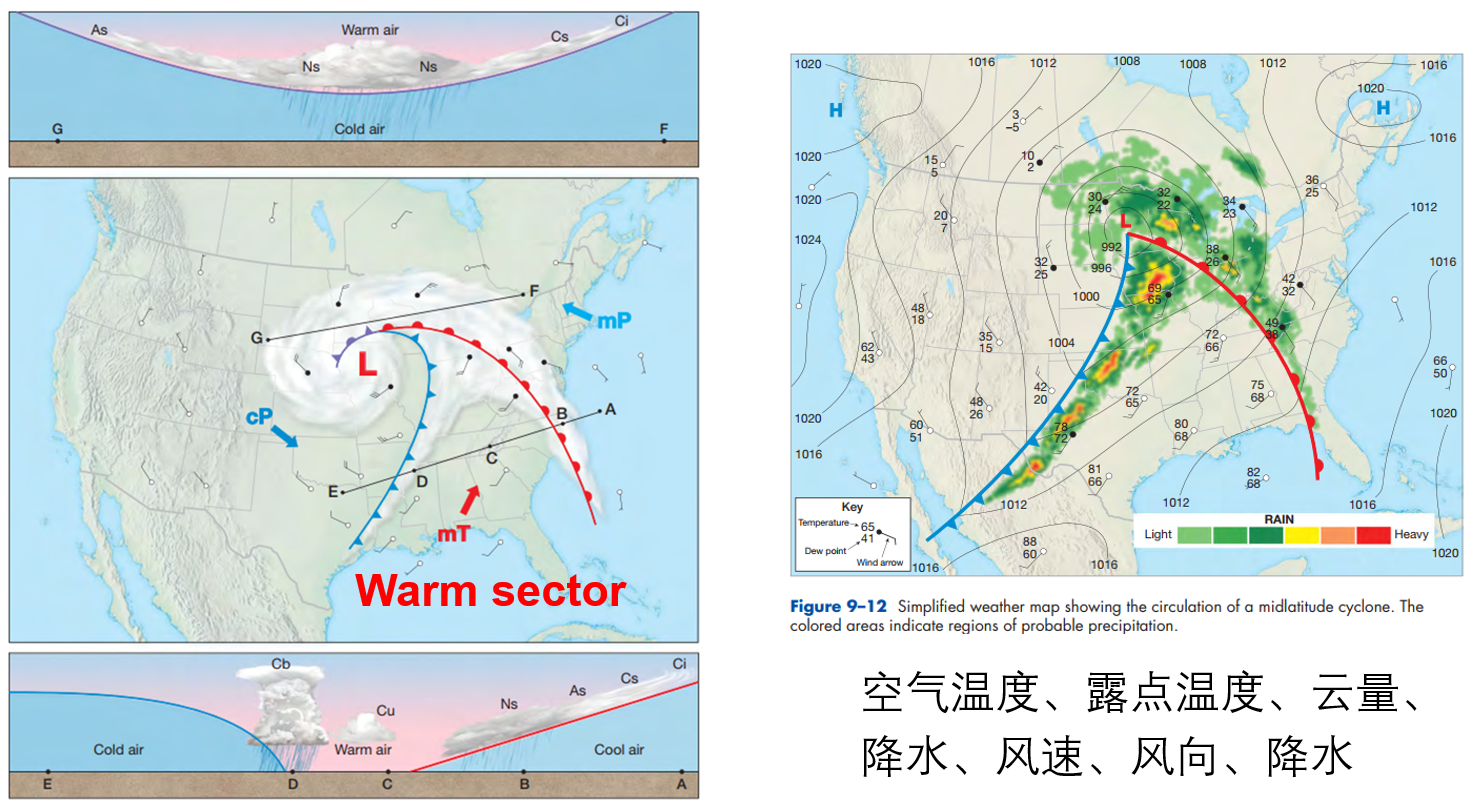 As
Warm air
Ci
Cs
Ns
Ns
G
Cold air
F
F
G
mP
L
cP
A
B
C
D
E
mT
Warm sector
Cb
Ci
Cs
As
Ns
Cu
Cold air
Warm air
Cool air
E
D
C
B
A
1020
1016
1012
1008
1008
1012
1016
1020
H
H
3
-5
1016
1020
10
2
15
5
36
25
1020
30
24
32
22
34
23
1012
20
7
L
1024
992
38
26
1016
32
25
996
42
32
1000
69
65
48
18
49
38
72
66
35
15
1004
62
43
66
50
42
20
72
65
75
68
48
26
1020
1020
60
51
78
72
80
68
1016
81
66
82
68
1012
1012
1016
Key
Temperature
65
41
Dew point
Wind arrow
RAIN
Light
Heavy
88
60
1020
1016
1016
Figure 9–12 Simplified weather map showing the circulation of a midlatitude cyclone. The
colored areas indicate regions of probable precipitation.
空气温度、露点温度、云量、
降水、风速、风向、降水